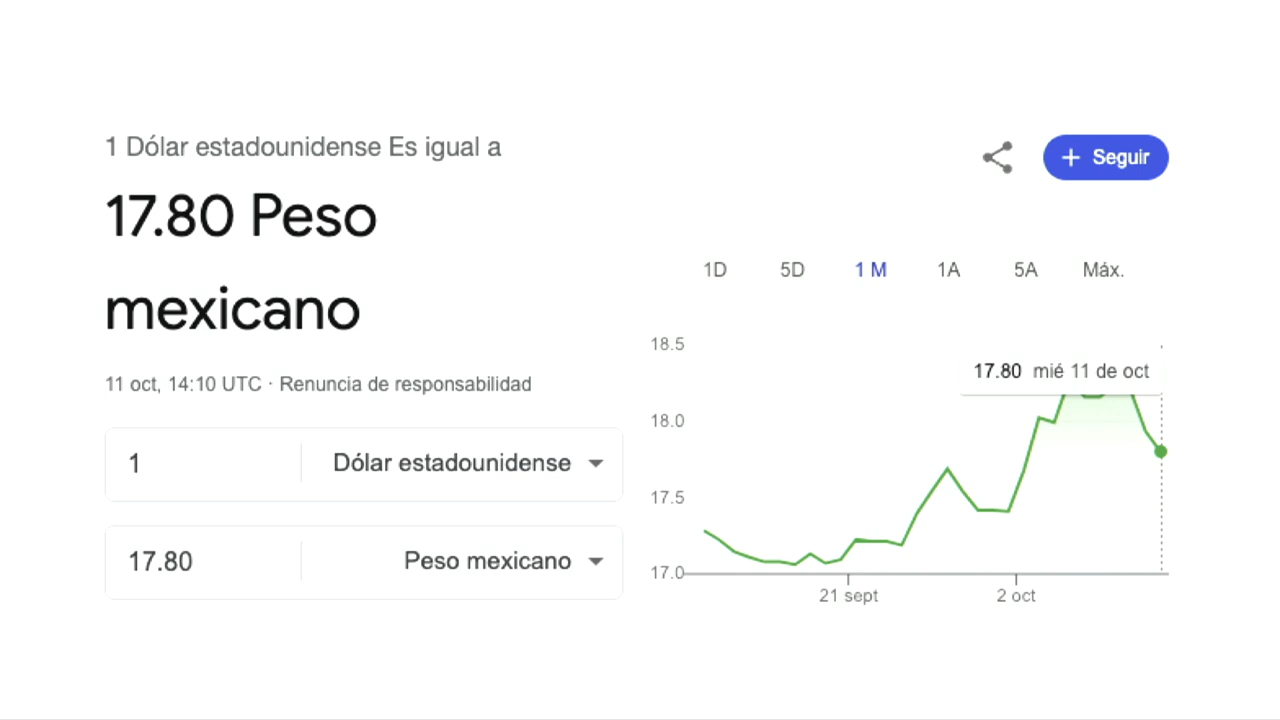 1 Dólar estadounidense Es igual a
17.80 Peso
mexicano
11 oct, 14:10 UTC · Renuncia de responsabilidad
1 Dólar estadounidense
17.80 Peso mexicano
+ Seguir
1D 5D 1 M 1A 5A Máx.
18.5
17.80 mié 11 de oct
18.0
17.5
17.0
21 sept 2 oct